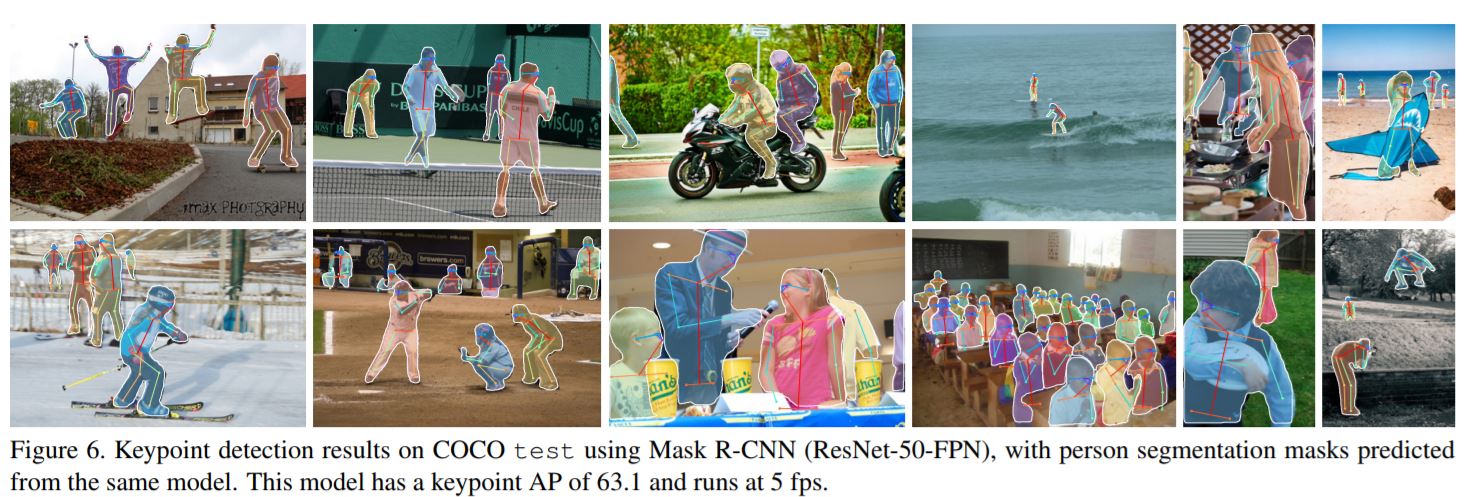 max PHOTGRAPHY
CHILE
BNP PARIBAS
DavisCup
brewers.com
Figure 6. Keypoint detection results on COCO test using Mask R-CNN (ResNet-50-FPN), with person segmentation masks predicted
from the same model. This model has a keypoint AP of 63.1 and runs at 5 fps.